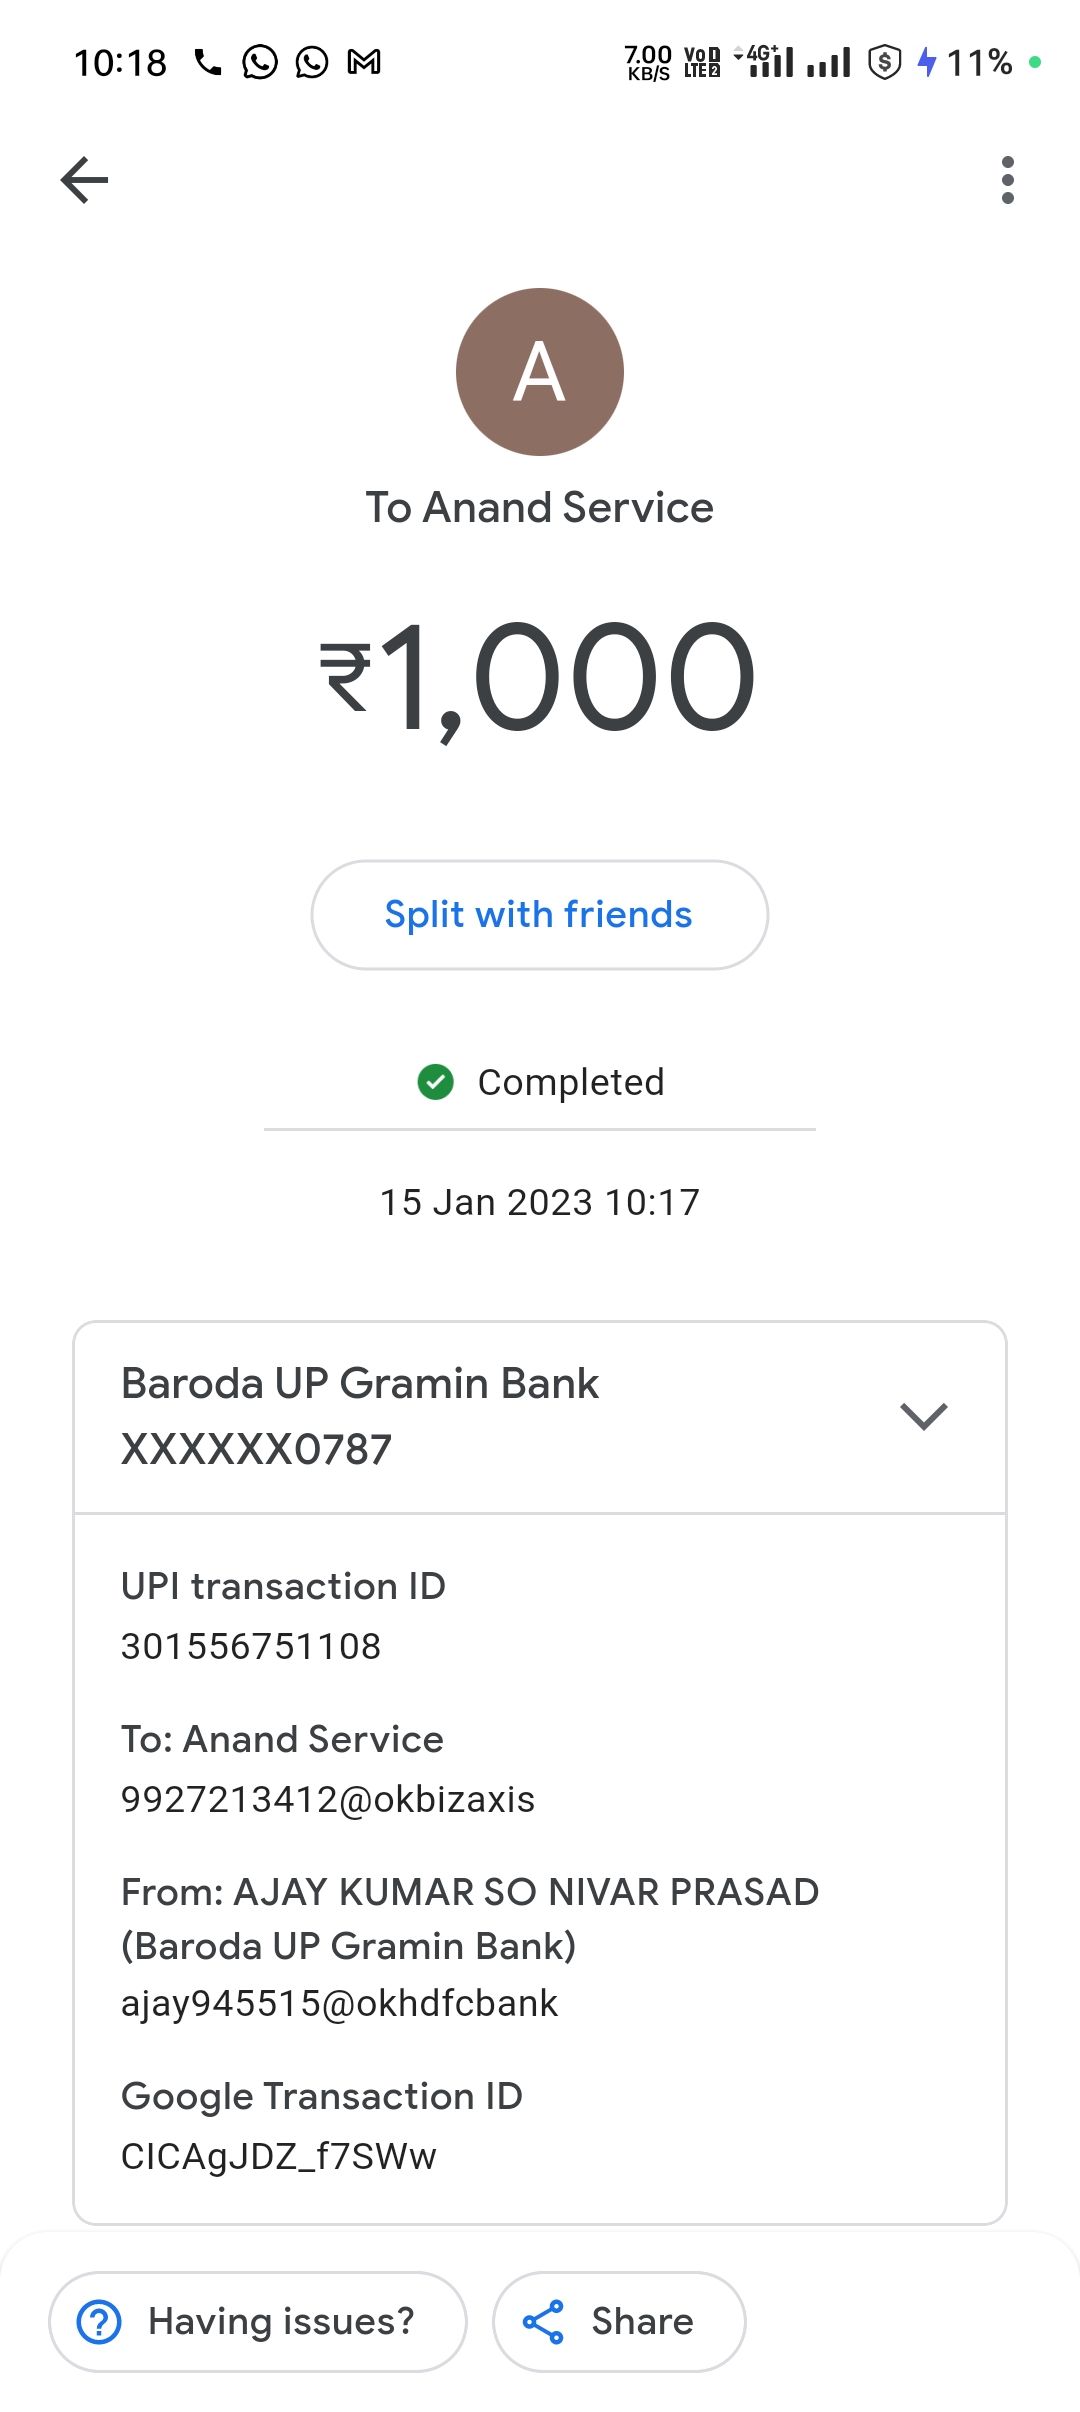 10:18
7.00 KB/S VoD LTE2 4G+ 11%
A
To Anand Service
₹1,000
Split with friends
Completed
15 Jan 2023 10:17
Baroda UP Gramin Bank
XXXXXX0787
UPI transaction ID
301556751108
To: Anand Service
9927213412@okbizaxis
From: AJAY KUMAR SO NIVAR PRASAD
(Baroda UP Gramin Bank)
ajay945515@okhdfcbank
Google Transaction ID
CICAgJDZ_f7SWw
Having issues?
Share